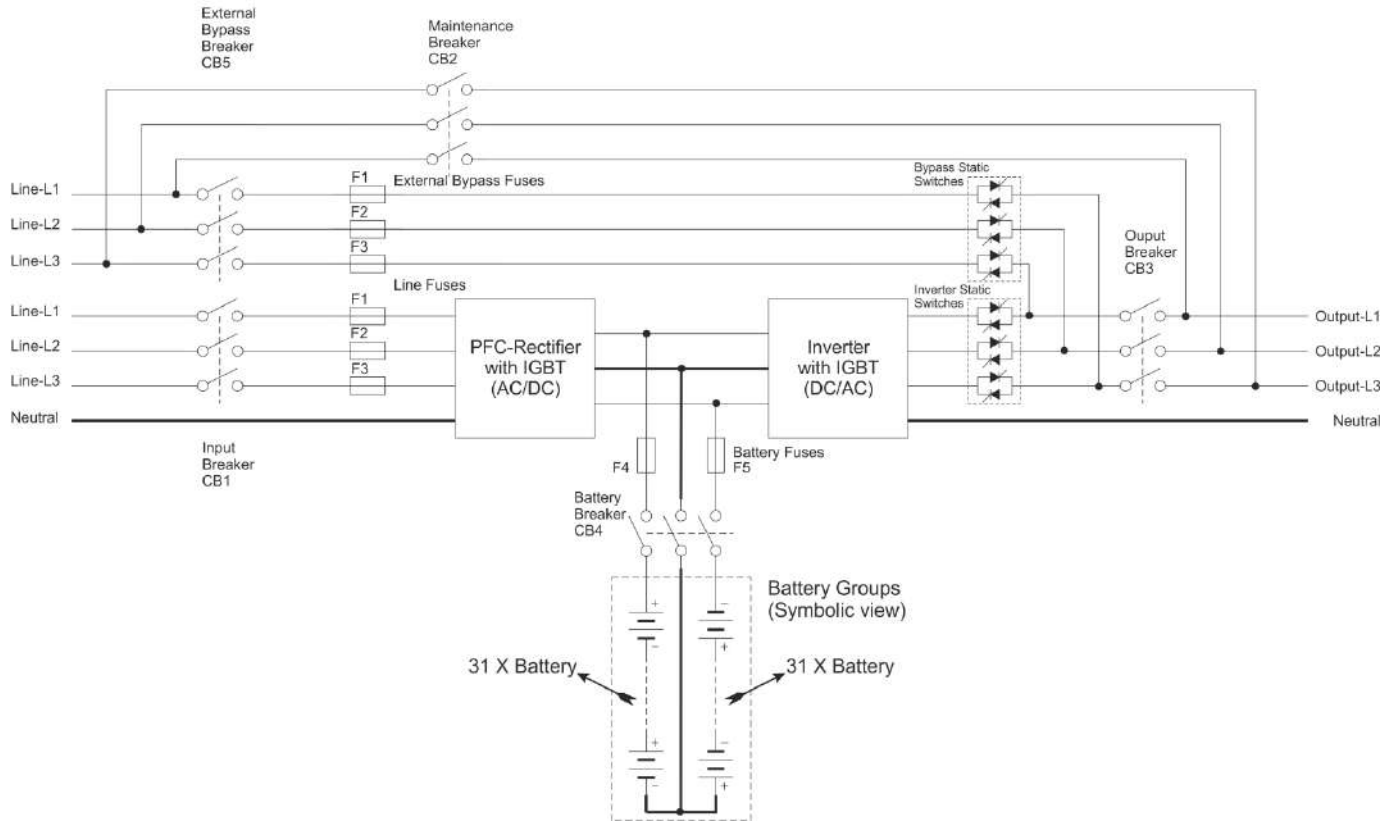 External
Bypass
Breaker
CB5
Maintenance
Breaker
CB2
Line-L1
F1
External Bypass Fuses
Bypass Static
Switches
Line-L2
F2
Line-L3
F3
Ouput
Breaker
CB3
Line Fuses
Inverter Static
Switches
Line-L1
F1
Output-L1
Line-L2
F2
PFC-Rectifier
with IGBT
(AC/DC)
Inverter
with IGBT
(DC/AC)
Output-L2
Line-L3
F3
Output-L3
Neutral
Neutral
Input
Breaker
CB1
F4
Battery Fuses
F5
Battery
Breaker
CB4
Battery Groups
(Symbolic view)
+
−
−
+
31 X Battery
31 X Battery
+
−
−
+